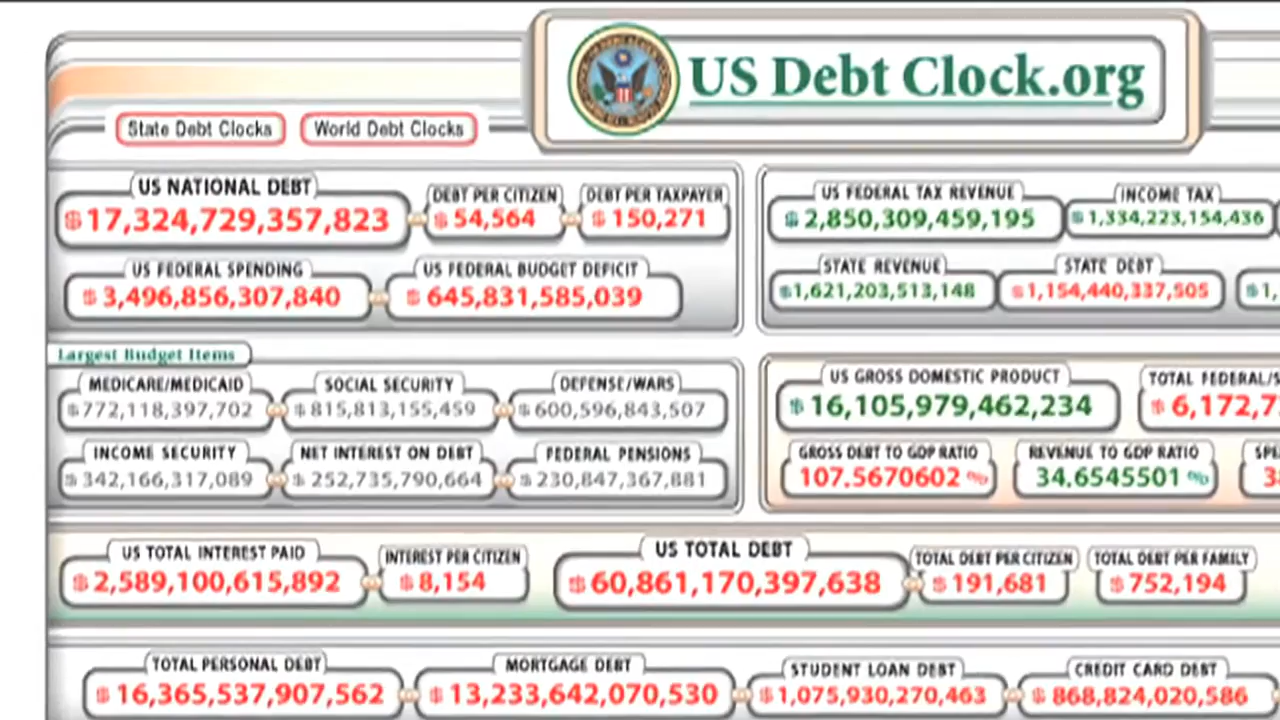 US Debt Clock.org
State Debt Clocks World Debt Clocks
US NATIONAL DEBT DEBT PER CITIZEN DEBT PER TAXPAYER
$17,324,729,357,823 $54,564 $150,271
US FEDERAL SPENDING US FEDERAL BUDGET DEFICIT
$3,496,856,307,840 $645,831,585,039
US FEDERAL TAX REVENUE INCOME TAX
$2,850,309,459,195 $1,334,223,154,436
STATE REVENUE STATE DEBT
$1,621,203,513,148 $1,154,440,337,505 $1,
Largest Budget Items
MEDICARE/MEDICAID SOCIAL SECURITY DEFENSE/WARS
$772,118,397,702 $815,813,155,459 $600,596,843,507
INCOME SECURITY NET INTEREST ON DEBT FEDERAL PENSIONS
$342,166,317,089 $252,735,790,664 $230,847,367,881
US GROSS DOMESTIC PRODUCT TOTAL FEDERAL/S
$16,105,979,462,234 $6,172,7
GROSS DEBT TO GDP RATIO REVENUE TO GDP RATIO SPE
107.5670602% 34.6545501% 3
US TOTAL INTEREST PAID INTEREST PER CITIZEN US TOTAL DEBT TOTAL DEBT PER CITIZEN TOTAL DEBT PER FAMILY
$2,589,100,615,892 $8,154 $60,861,170,397,638 $191,681 $752,194
TOTAL PERSONAL DEBT MORTGAGE DEBT STUDENT LOAN DEBT CREDIT CARD DEBT
$16,365,537,907,562 $13,233,642,070,530 $1,075,930,270,463 $868,824,020,586